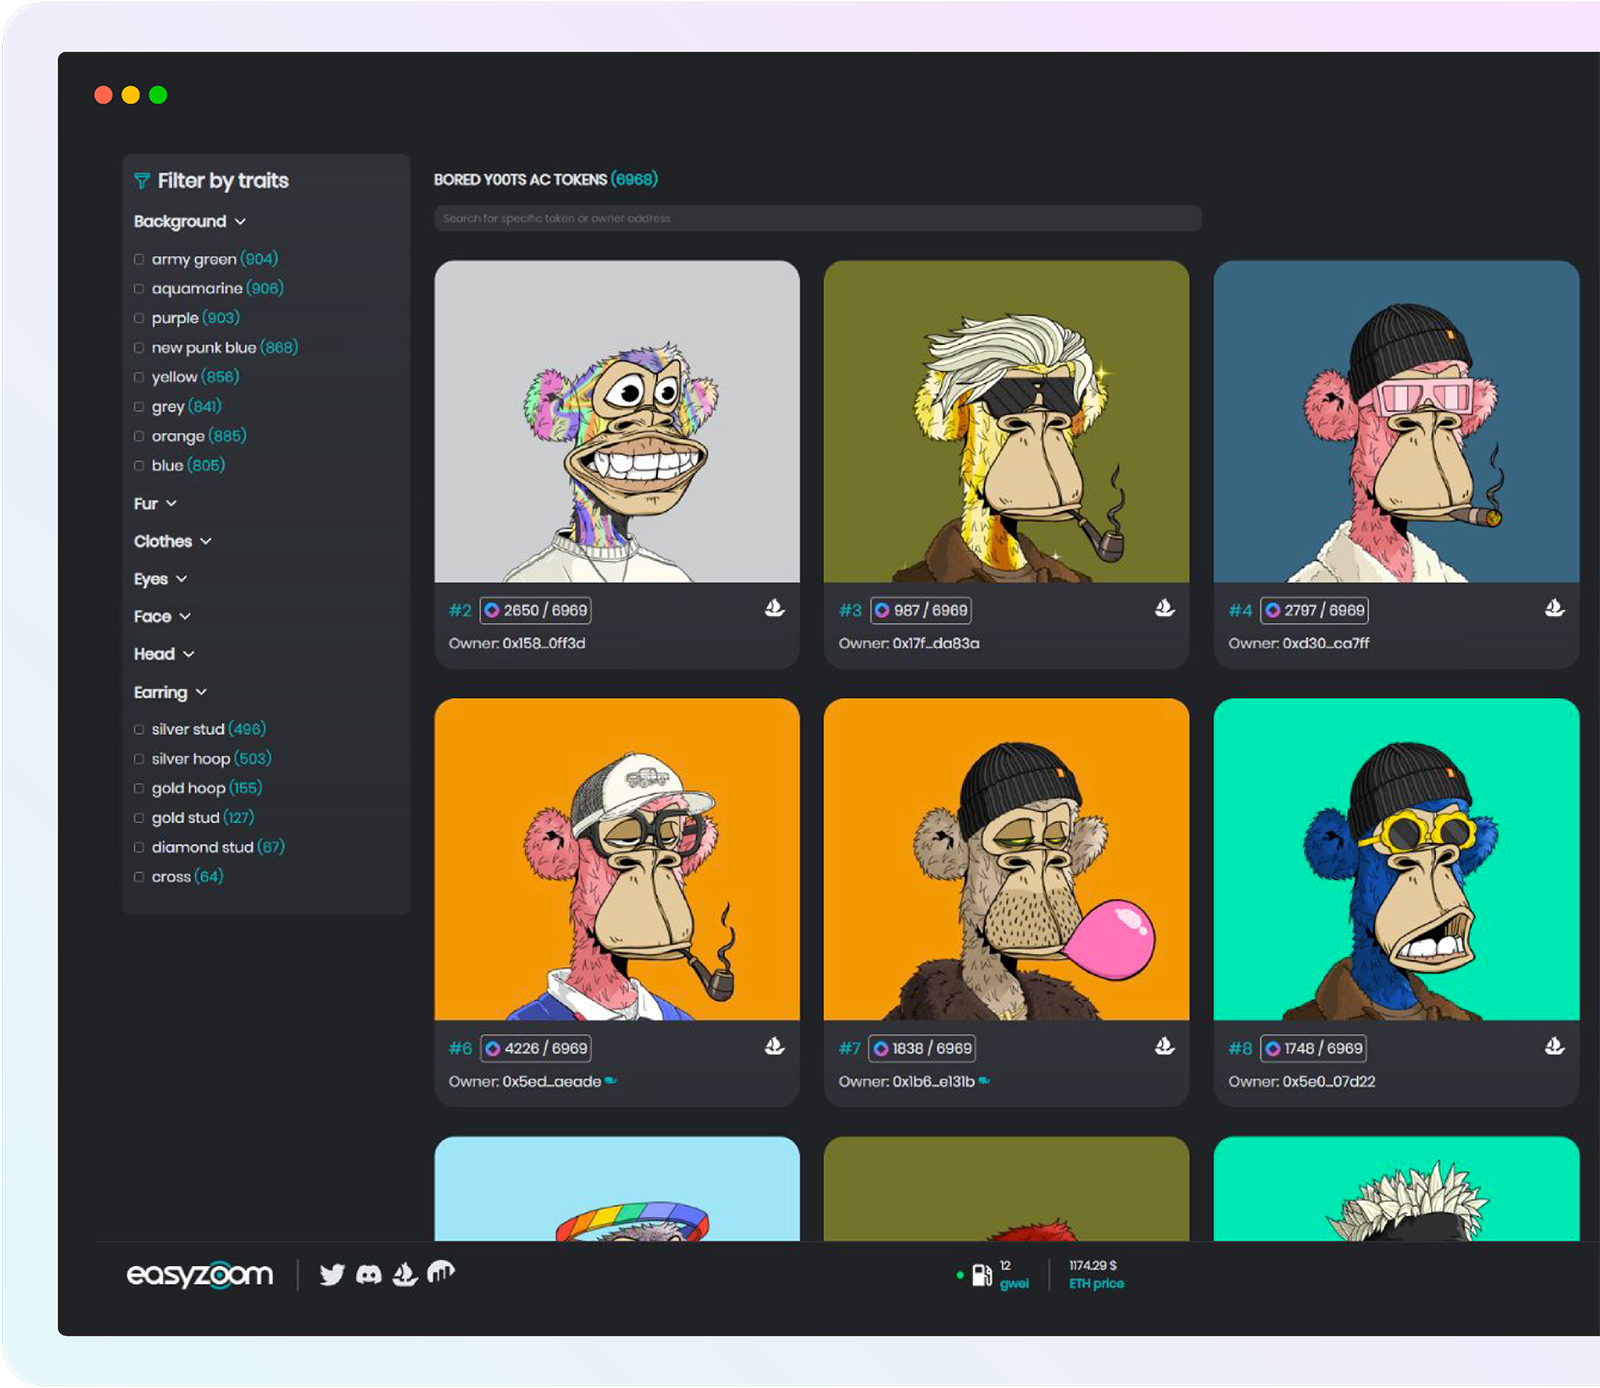 Filter by traits
Background
army green (904)
aquamarine (906)
purple (903)
new punk blue (868)
yellow (856)
grey (841)
orange (885)
blue (805)
Fur
Clothes
Eyes
Face
Head
Earring
silver stud (496)
silver hoop (503)
gold hoop (155)
gold stud (127)
diamond stud (67)
cross (64)
BORED Y00TS AC TOKENS (6968)
Search for specific token or owner address
#2 2650 / 6969
Owner: 0x158...0ff3d
#3 987 / 6969
Owner: 0x17f...da83a
#4 2797 / 6969
Owner: 0xd30...ca7ff
#6 4226 / 6969
Owner: 0x5ed...aeade
#7 1838 / 6969
Owner: 0x1b6...e131b
#8 1748 / 6969
Owner: 0x5e0...07d22
easyzoom
12
gwei
1174.29 $
ETH price